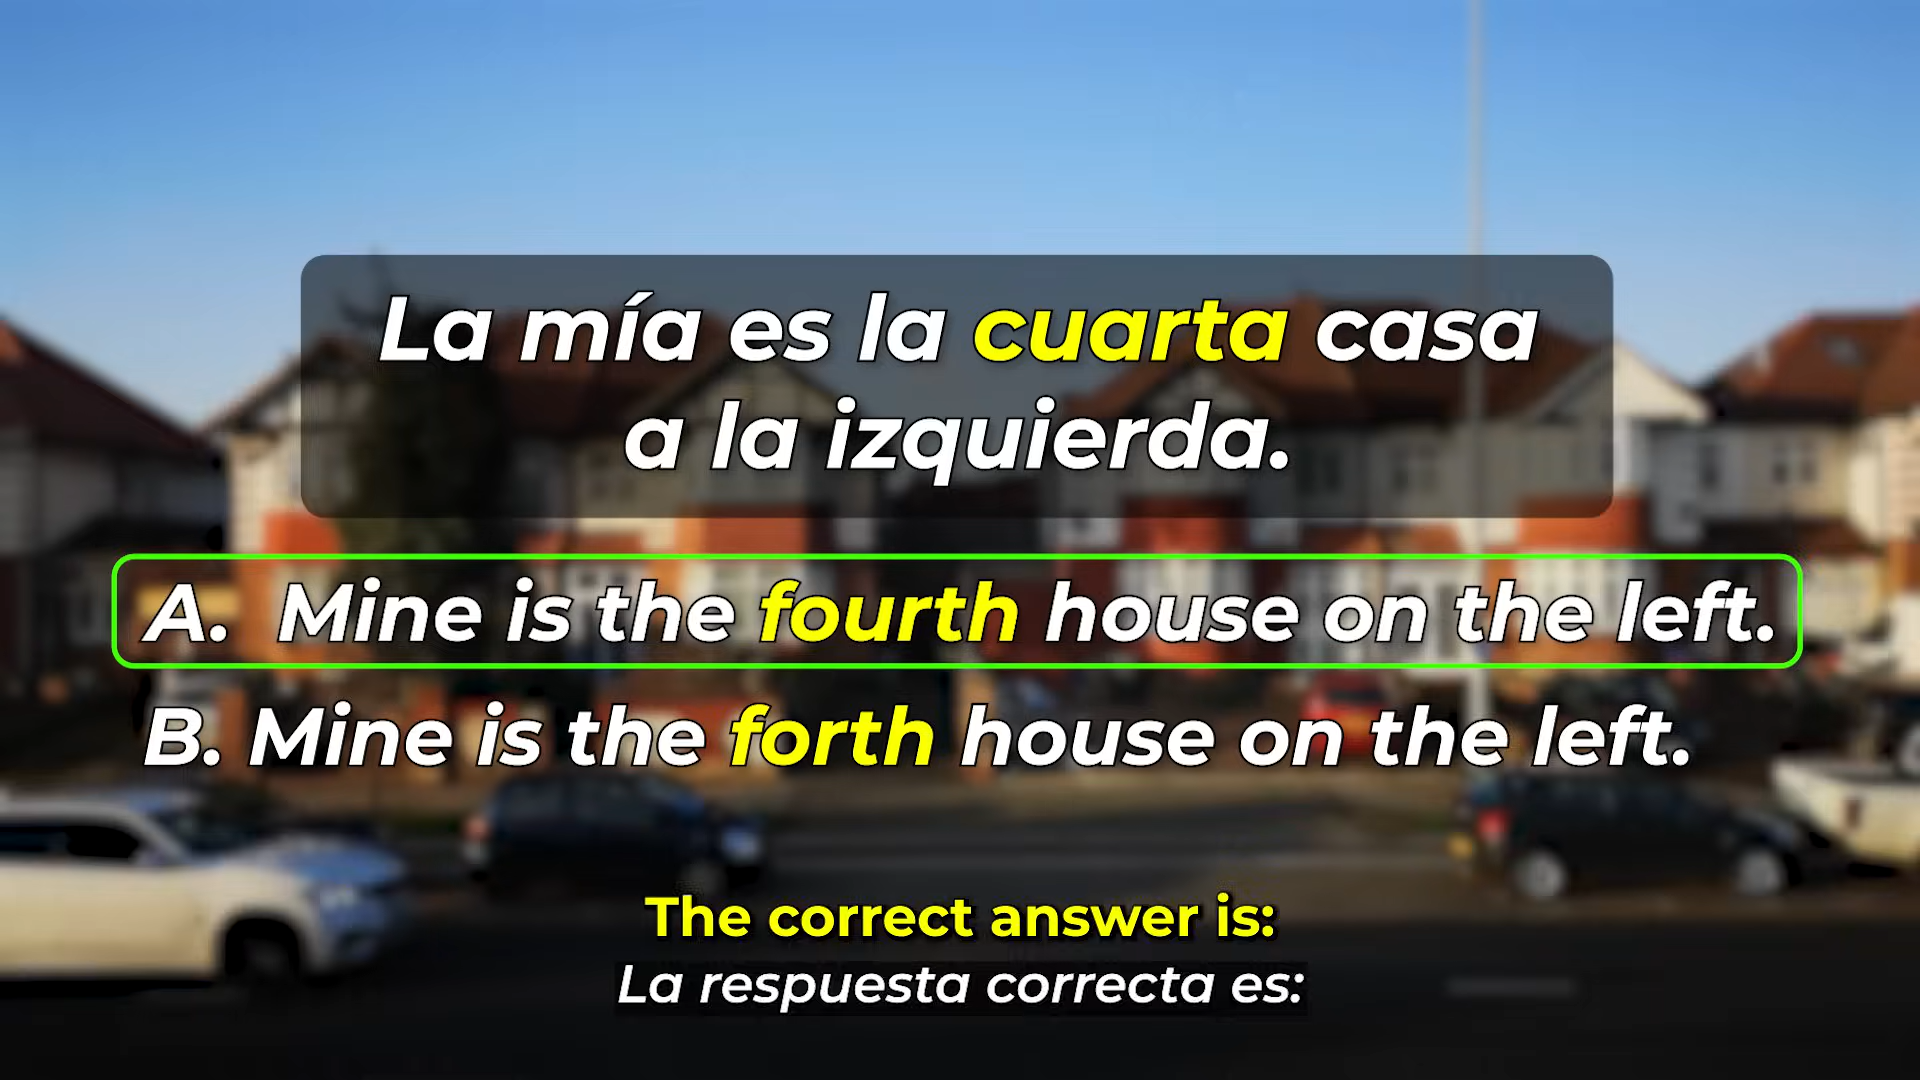 La mía es la cuarta casa
a la izquierda.
A. Mine is the fourth house on the left.
B. Mine is the forth house on the left.
The correct answer is:
La respuesta correcta es: